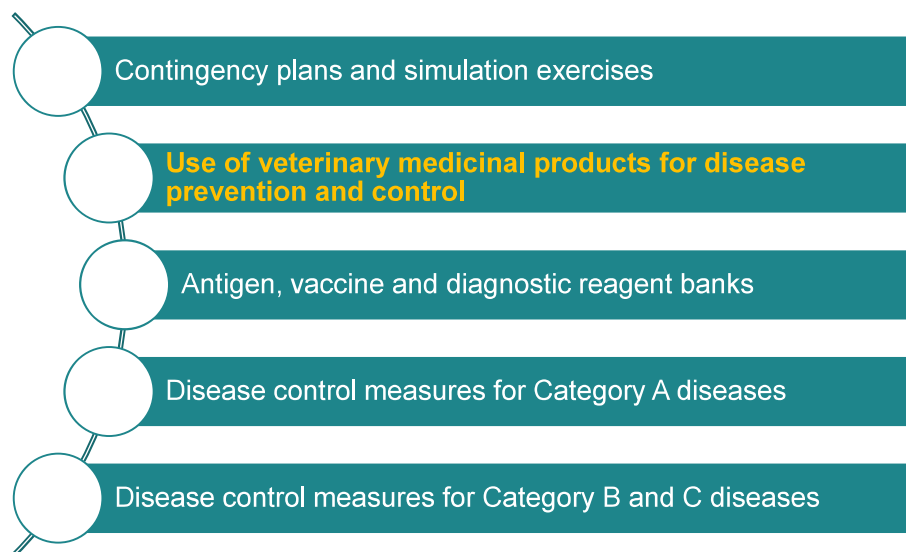 Contingency plans and simulation exercises
Use of veterinary medicinal products for disease
prevention and control
Antigen, vaccine and diagnostic reagent banks
Disease control measures for Category A diseases
Disease control measures for Category B and C diseases